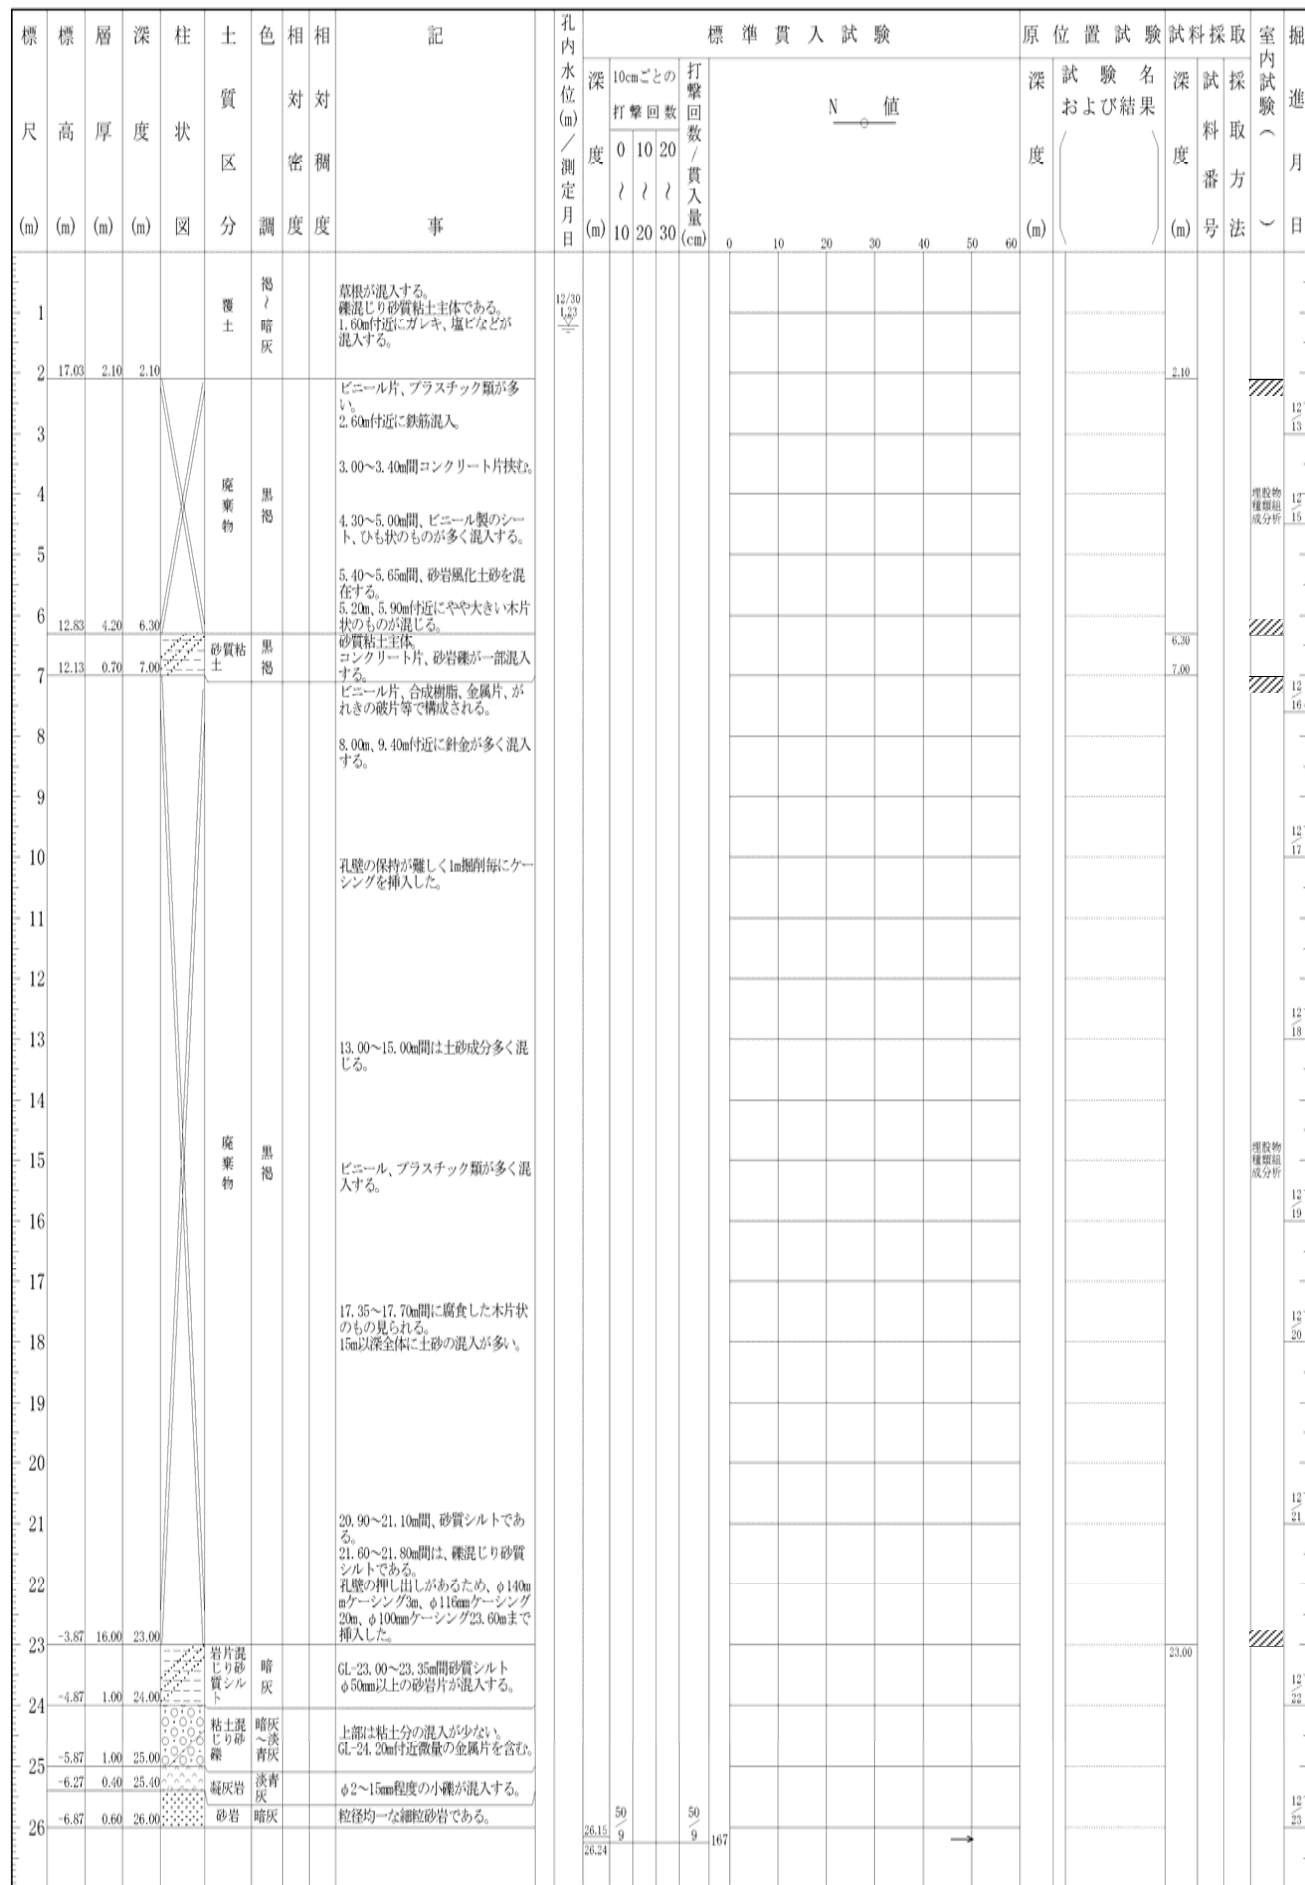 標尺(m)
標高(m)
層厚(m)
深度(m)
柱状図
土質区分
色調
相対密度
相対稠度
記事
孔内水位(m)／測定月日
標準貫入試験
深度(m)
10cmごとの
打撃回数
0〜10
10〜20
20〜30
打撃回数/貫入量(cm)
N 値
0 10 20 30 40 50 60
原位置試験
深度(m)
試験名
および結果
試料採取
深度(m)
試料番号
採取方法
室内試験( )
掘進月日
覆土
褐〜暗灰
草根が混入する。
礫混じり砂質粘土主体である。
1.60m付近にガレキ、塩ビなどが
混入する。
12/30
1.23
1
2
17.03 2.10 2.10
2.10
廃棄物
黒褐
ビニール片、プラスチック類が多
い。
2.60m付近に鉄筋混入。
12/13
3
3.00〜3.40m間コンクリート片挟む。
4
4.30〜5.00m間、ビニール製のシー
ト、ひも状のものが多く混入する。
埋設物
種類組
成分析
12/15
5
5.40〜5.65m間、砂岩風化土砂を混
在する。
5.20m、5.90m付近にやや大きい木片
状のものが混じる。
6
12.83 4.20 6.30
6.30
砂質粘土
黒褐
砂質粘土主体。
コンクリート片、砂岩礫が一部混入
する。
7
12.13 0.70 7.00
7.00
ビニール片、合成樹脂、金属片、が
れきの破片等で構成される。
12/16
8
8.00m、9.40m付近に針金が多く混入
する。
9
12/17
10
孔壁の保持が難しく1m掘削毎にケー
シングを挿入した。
11
12
12/18
13
13.00〜15.00m間は土砂成分多く混
じる。
14
廃棄物
黒褐
15
ビニール、プラスチック類が多く混
入する。
埋設物
種類組
成分析
12/19
16
17
17.35〜17.70m間に腐食した木片状
のもの見られる。
15m以深全体に土砂の混入が多い。
12/20
18
19
20
12/21
21
20.90〜21.10m間、砂質シルトであ
る。
21.60〜21.80m間は、礫混じり砂質
シルトである。
22
孔壁の押し出しがあるため、φ140m
mケーシング3m、φ116mmケーシング
20m、φ100mmケーシング23.60mまで
挿入した。
23
-3.87 16.00 23.00
23.00
岩片混
じり砂
質シル
ト
暗灰
GL-23.00〜23.35m間砂質シルト
φ50mm以上の砂岩片が混入する。
12/22
24
-4.87 1.00 24.00
粘土混
じり砂
礫
暗灰
〜淡
青灰
上部は粘土分の混入が少ない。
GL-24.20m付近微量の金属片を含む。
25
-5.87 1.00 25.00
凝灰岩
淡青
灰
φ2〜15mm程度の小礫が混入する。
-6.27 0.40 25.40
砂岩
暗灰
粒径均一な細粒砂岩である。
12/23
26
-6.87 0.60 26.00
26.15
26.24
50/9
50/9
167